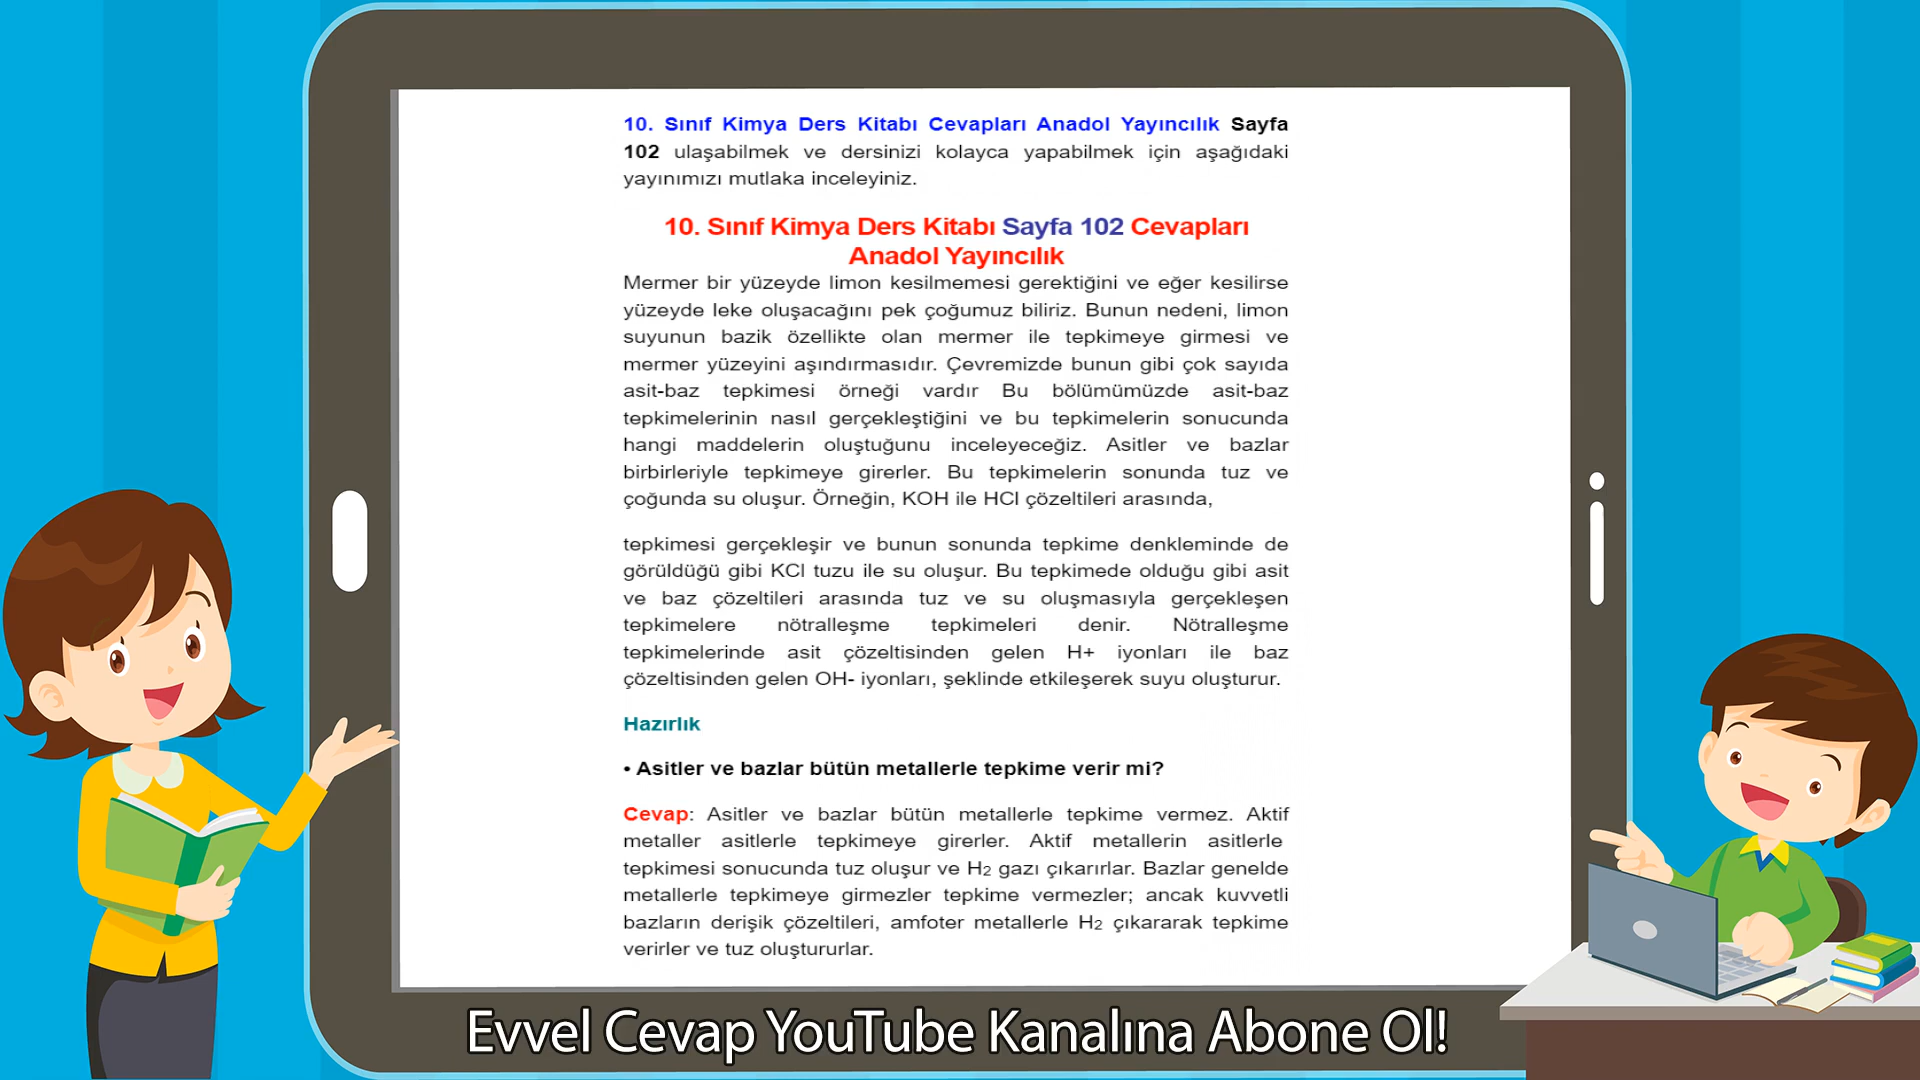 10. Sınıf Kimya Ders Kitabı Cevapları Anadol Yayıncılık Sayfa
102 ulaşabilmek ve dersinizi kolayca yapabilmek için aşağıdaki
yayınımızı mutlaka inceleyiniz.
10. Sınıf Kimya Ders Kitabı Sayfa 102 Cevapları
Anadol Yayıncılık
Mermer bir yüzeyde limon kesilmemesi gerektiğini ve eğer kesilirse
yüzeyde leke oluşacağını pek çoğumuz biliriz. Bunun nedeni, limon
suyunun bazik özellikte olan mermer ile tepkimeye girmesi ve
mermer yüzeyini aşındırmasıdır. Çevremizde bunun gibi çok sayıda
asit-baz tepkimesi örneği vardır Bu bölümümüzde asit-baz
tepkimelerinin nasıl gerçekleştiğini ve bu tepkimelerin sonucunda
hangi maddelerin oluştuğunu inceleyeceğiz. Asitler ve bazlar
birbirleriyle tepkimeye girerler. Bu tepkimelerin sonunda tuz ve
çoğunda su oluşur. Örneğin, KOH ile HCl çözeltileri arasında,
tepkimesi gerçekleşir ve bunun sonunda tepkime denkleminde de
görüldüğü gibi KCl tuzu ile su oluşur. Bu tepkimede olduğu gibi asit
ve baz çözeltileri arasında tuz ve su oluşmasıyla gerçekleşen
tepkimelere nötralleşme tepkimeleri denir. Nötralleşme
tepkimelerinde asit çözeltisinden gelen H+ iyonları ile baz
çözeltisinden gelen OH- iyonları, şeklinde etkileşerek suyu oluşturur.
Hazırlık
• Asitler ve bazlar bütün metallerle tepkime verir mi?
Cevap: Asitler ve bazlar bütün metallerle tepkime vermez. Aktif
metaller asitlerle tepkimeye girerler. Aktif metallerin asitlerle
tepkimesi sonucunda tuz oluşur ve H₂ gazı çıkarırlar. Bazlar genelde
metallerle tepkimeye girmezler tepkime vermezler; ancak kuvvetli
bazların derişik çözeltileri, amfoter metallerle H₂ çıkararak tepkime
verirler ve tuz oluştururlar.
Evvel Cevap YouTube Kanalına Abone Ol!